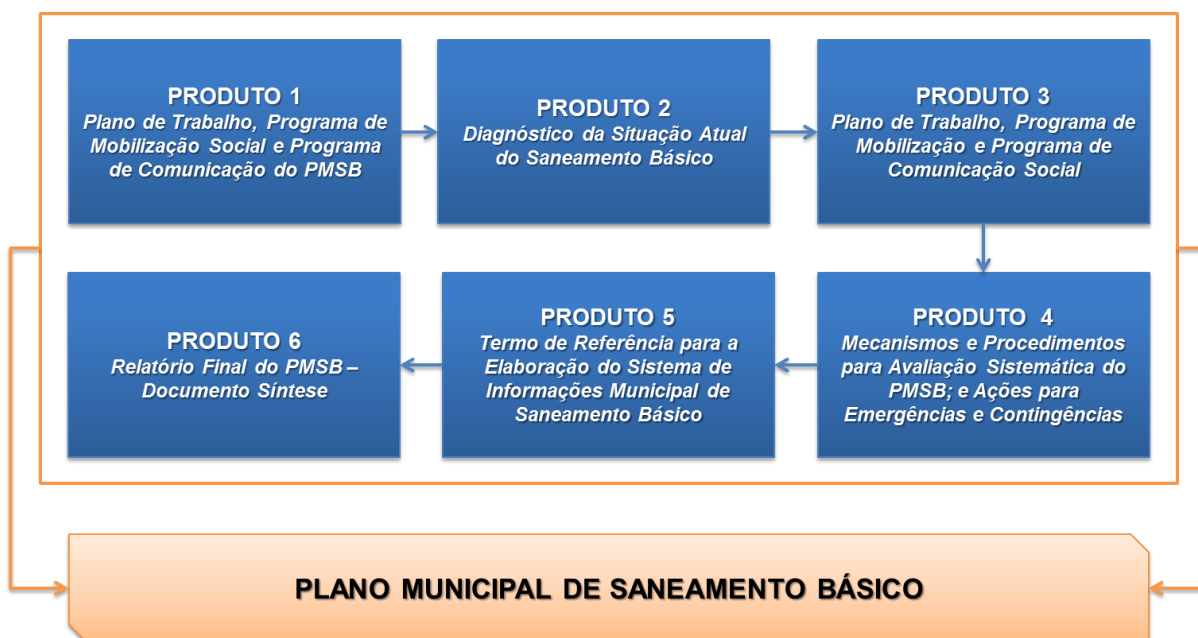 PRODUTO 1
Plano de Trabalho, Programa de
Mobilização Social e Programa
de Comunicação do PMSB
PRODUTO 2
Diagnóstico da Situação Atual
do Saneamento Básico
PRODUTO 3
Plano de Trabalho, Programa de
Mobilização e Programa de
Comunicação Social
PRODUTO 4
Mecanismos e Procedimentos
para Avaliação Sistemática do
PMSB; e Ações para
Emergências e Contingências
PRODUTO 5
Termo de Referência para a
Elaboração do Sistema de
Informações Municipal de
Saneamento Básico
PRODUTO 6
Relatório Final do PMSB –
Documento Síntese
PLANO MUNICIPAL DE SANEAMENTO BÁSICO